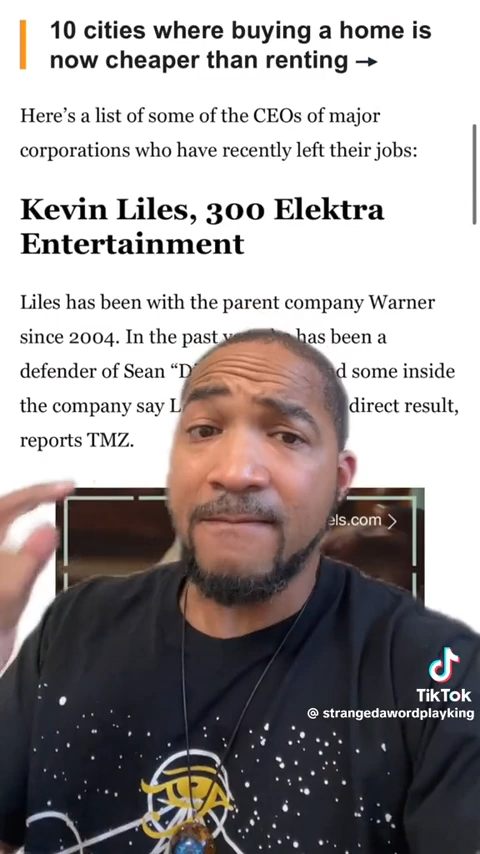 10 cities where buying a home is
now cheaper than renting →
Here’s a list of some of the CEOs of major
corporations who have recently left their jobs:
Kevin Liles, 300 Elektra
Entertainment
Liles has been with the parent company Warner
since 2004. In the past has been a
defender of Sean “D some inside
the company say L direct result,
reports TMZ.
els.com >
TikTok
@ strangedawordplayking